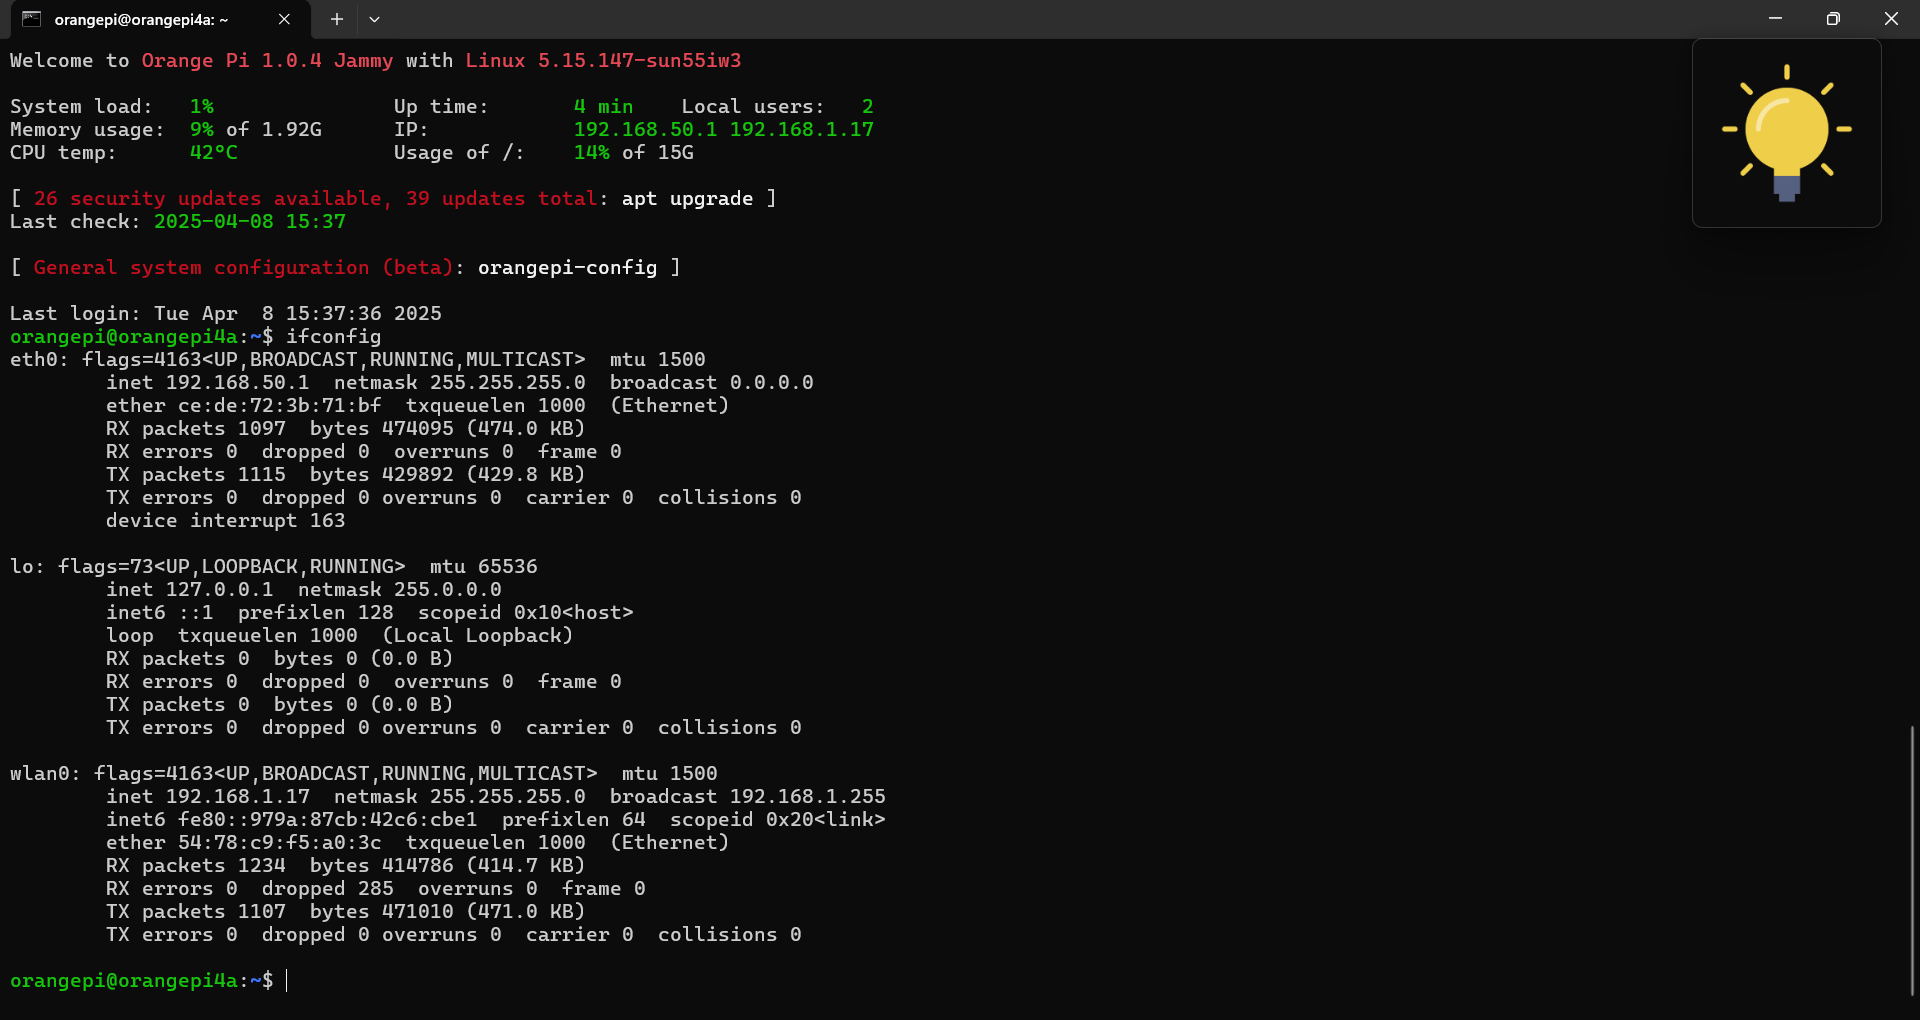 orangepi@orangepi4a: ~
Welcome to Orange Pi 1.0.4 Jammy with Linux 5.15.147-sun55iw3
System load:   1%               Up time:       4 min    Local users:   2
Memory usage:  9% of 1.92G      IP:            192.168.50.1 192.168.1.17
CPU temp:      42°C             Usage of /:    14% of 15G
[ 26 security updates available, 39 updates total: apt upgrade ]
Last check: 2025-04-08 15:37
[ General system configuration (beta): orangepi-config ]
Last login: Tue Apr  8 15:37:36 2025
orangepi@orangepi4a:~$ ifconfig
eth0: flags=4163<UP,BROADCAST,RUNNING,MULTICAST>  mtu 1500
        inet 192.168.50.1  netmask 255.255.255.0  broadcast 0.0.0.0
        ether ce:de:72:3b:71:bf  txqueuelen 1000  (Ethernet)
        RX packets 1097  bytes 474095 (474.0 KB)
        RX errors 0  dropped 0  overruns 0  frame 0
        TX packets 1115  bytes 429892 (429.8 KB)
        TX errors 0  dropped 0 overruns 0  carrier 0  collisions 0
        device interrupt 163
lo: flags=73<UP,LOOPBACK,RUNNING>  mtu 65536
        inet 127.0.0.1  netmask 255.0.0.0
        inet6 ::1  prefixlen 128  scopeid 0x10<host>
        loop  txqueuelen 1000  (Local Loopback)
        RX packets 0  bytes 0 (0.0 B)
        RX errors 0  dropped 0  overruns 0  frame 0
        TX packets 0  bytes 0 (0.0 B)
        TX errors 0  dropped 0 overruns 0  carrier 0  collisions 0
wlan0: flags=4163<UP,BROADCAST,RUNNING,MULTICAST>  mtu 1500
        inet 192.168.1.17  netmask 255.255.255.0  broadcast 192.168.1.255
        inet6 fe80::979a:87cb:42c6:cbe1  prefixlen 64  scopeid 0x20<link>
        ether 54:78:c9:f5:a0:3c  txqueuelen 1000  (Ethernet)
        RX packets 1234  bytes 414786 (414.7 KB)
        RX errors 0  dropped 285  overruns 0  frame 0
        TX packets 1107  bytes 471010 (471.0 KB)
        TX errors 0  dropped 0 overruns 0  carrier 0  collisions 0
orangepi@orangepi4a:~$